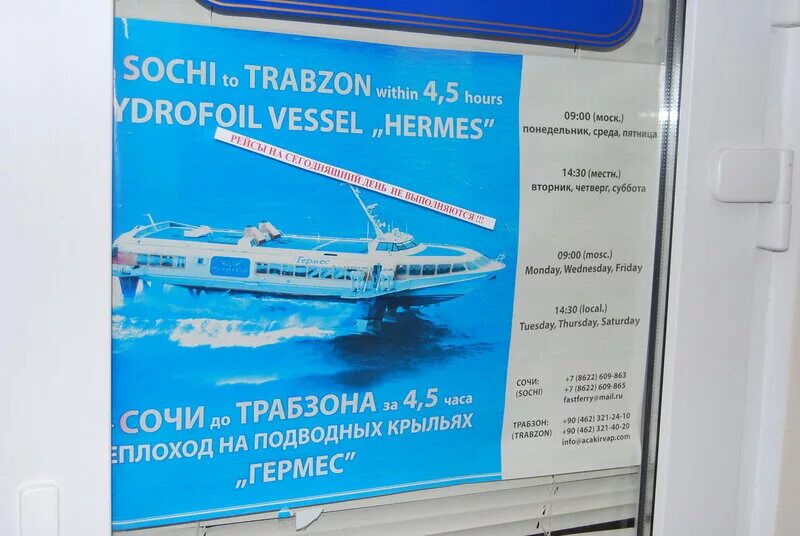 SOCHI to TRABZON within 4,5 hours
YDROFOIL VESSEL „HERMES”
РЕЙСЫ НА СЕГОДНЯШНИЙ ДЕНЬ НЕ ВЫПОЛНЯЮТСЯ !!!
Гермес
СОЧИ до ТРАБЗОНА за 4,5 часа
ЕПЛОХОД НА ПОДВОДНЫХ КРЫЛЬЯХ
„ГЕРМЕС”
09:00 (моск.)
понедельник, среда, пятница
14:30 (местн.)
вторник, четверг, суббота
09:00 (mosc.)
Monday, Wednesday, Friday
14:30 (local.)
Tuesday, Thursday, Saturday
СОЧИ: +7 (8622) 609-863
(SOCHI) +7 (8622) 609-865
fastferry@mail.ru
ТРАБЗОН: +90 (462) 321-24-10
(TRABZON) +90 (462) 321-40-20
info@acakirvap.com